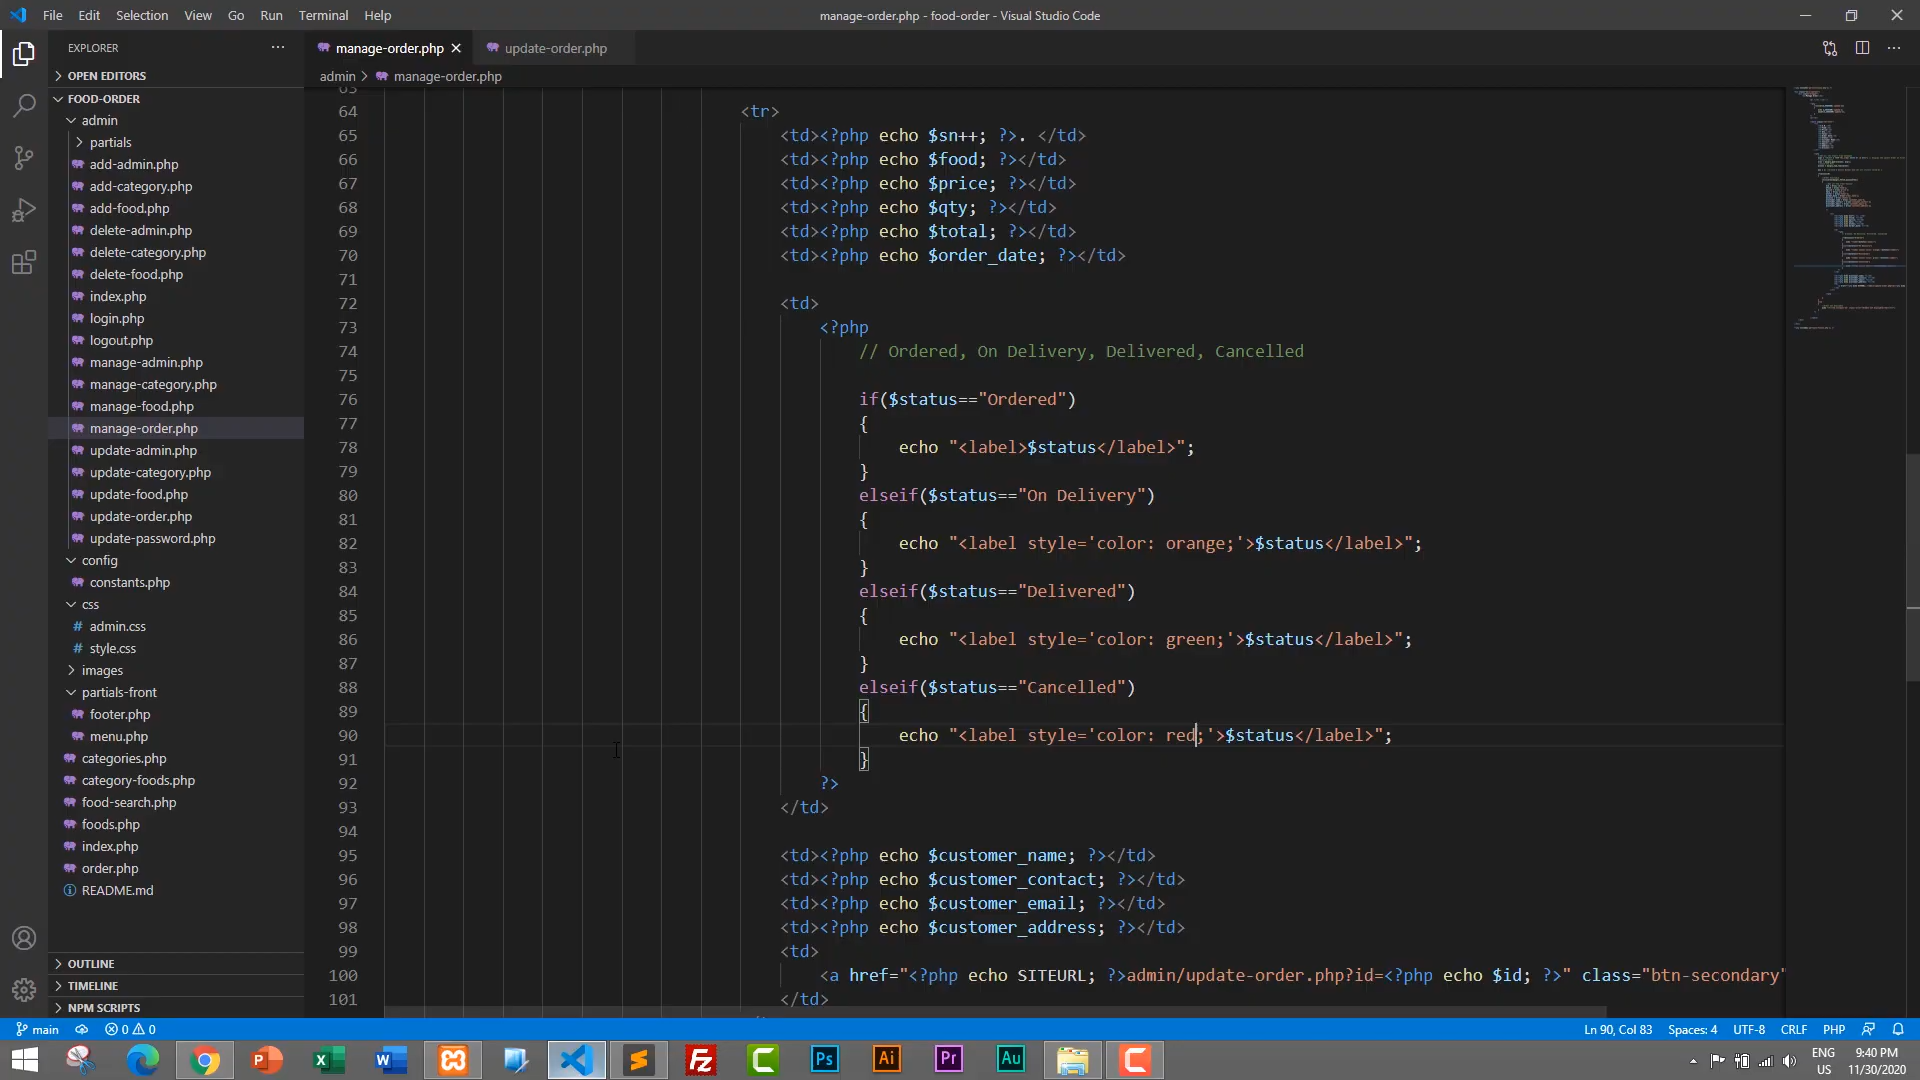 File Edit Selection View Go Run Terminal Help
manage-order.php - food-order - Visual Studio Code
EXPLORER
manage-order.php
update-order.php
OPEN EDITORS
admin > manage-order.php
FOOD-ORDER
admin
partials
add-admin.php
add-category.php
add-food.php
delete-admin.php
delete-category.php
delete-food.php
index.php
login.php
logout.php
manage-admin.php
manage-category.php
manage-food.php
manage-order.php
update-admin.php
update-category.php
update-food.php
update-order.php
update-password.php
config
constants.php
css
admin.css
style.css
images
partials-front
footer.php
menu.php
categories.php
category-foods.php
food-search.php
foods.php
index.php
order.php
README.md
OUTLINE
TIMELINE
NPM SCRIPTS
63
64 <tr>
65 <td><?php echo $sn++; ?>. </td>
66 <td><?php echo $food; ?></td>
67 <td><?php echo $price; ?></td>
68 <td><?php echo $qty; ?></td>
69 <td><?php echo $total; ?></td>
70 <td><?php echo $order_date; ?></td>
71
72 <td>
73 <?php
74 // Ordered, On Delivery, Delivered, Cancelled
75
76 if($status=="Ordered")
77 {
78 echo "<label>$status</label>";
79 }
80 elseif($status=="On Delivery")
81 {
82 echo "<label style='color: orange;'>$status</label>";
83 }
84 elseif($status=="Delivered")
85 {
86 echo "<label style='color: green;'>$status</label>";
87 }
88 elseif($status=="Cancelled")
89 {
90 echo "<label style='color: red;'>$status</label>";
91 }
92 ?>
93 </td>
94
95 <td><?php echo $customer_name; ?></td>
96 <td><?php echo $customer_contact; ?></td>
97 <td><?php echo $customer_email; ?></td>
98 <td><?php echo $customer_address; ?></td>
99 <td>
100 <a href="<?php echo SITEURL; ?>admin/update-order.php?id=<?php echo $id; ?>" class="btn-secondary"
101 </td>
main 0 0
Ln 90, Col 83 Spaces: 4 UTF-8 CRLF PHP
Ps Ai Pr Au
ENG
US
9:40 PM
11/30/2020